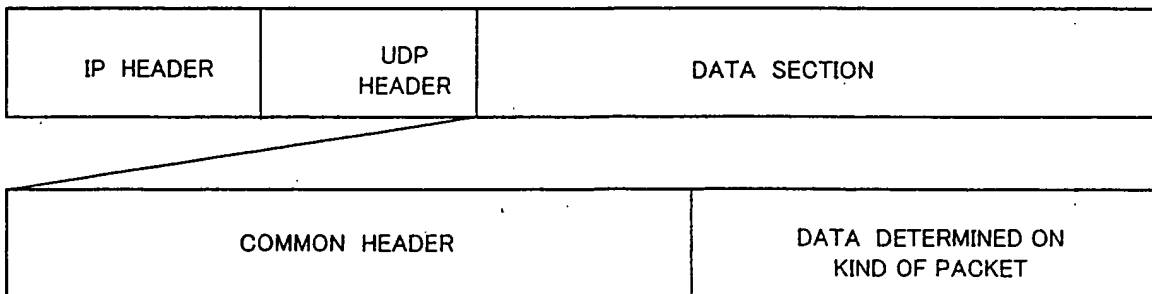 IP HEADER
UDP
HEADER
DATA SECTION
COMMON HEADER
DATA DETERMINED ON
KIND OF PACKET